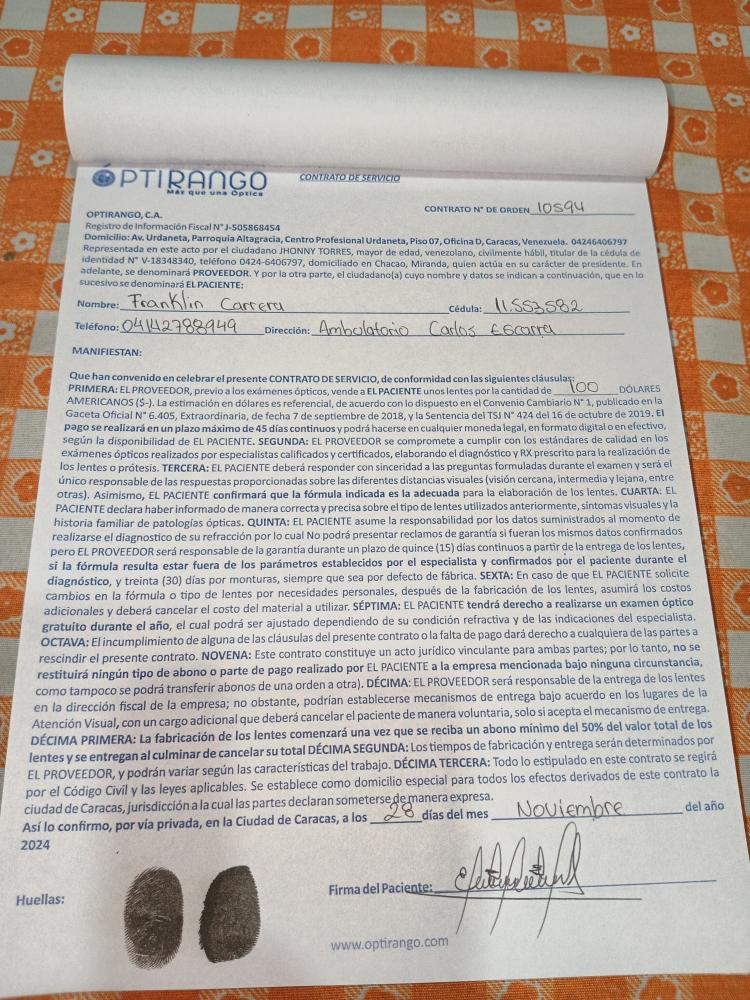 ÓPTIRANGO
Más que una Óptica
CONTRATO DE SERVICIO
CONTRATO N° DE ORDEN 10594
OPTIRANGO, C.A.
Registro de Información Fiscal N° J-505868454
Domicilio: Av. Urdaneta, Parroquia Altagracia, Centro Profesional Urdaneta, Piso 07, Oficina D, Caracas, Venezuela. 04246406797
Representada en este acto por el ciudadano JHONNY TORRES, mayor de edad, venezolano, civilmente hábil, titular de la cédula de
identidad N° V-18348340, teléfono 0424-6406797, domiciliado en Chacao, Miranda, quien actúa en su carácter de presidente. En
adelante, se denominará PROVEEDOR. Y por la otra parte, el ciudadano(a) cuyo nombre y datos se indican a continuación, que en lo
sucesivo se denominará EL PACIENTE:
Nombre: Franklin Carrera Cédula: 11.553582
Teléfono: 04142788949 Dirección: Ambulatorio Carlos Escarra
MANIFIESTAN:
Que han convenido en celebrar el presente CONTRATO DE SERVICIO, de conformidad con las siguientes cláusulas:
PRIMERA: EL PROVEEDOR, previo a los exámenes ópticos, vende a EL PACIENTE unos lentes por la cantidad de 100 DÓLARES
AMERICANOS ($-). La estimación en dólares es referencial, de acuerdo con lo dispuesto en el Convenio Cambiario N° 1, publicado en la
Gaceta Oficial N° 6.405, Extraordinaria, de fecha 7 de septiembre de 2018, y la Sentencia del TSJ N° 424 del 16 de octubre de 2019. El
pago se realizará en un plazo máximo de 45 días continuos y podrá hacerse en cualquier moneda legal, en formato digital o en efectivo,
según la disponibilidad de EL PACIENTE. SEGUNDA: EL PROVEEDOR se compromete a cumplir con los estándares de calidad en los
exámenes ópticos realizados por especialistas calificados y certificados, elaborando el diagnóstico y RX prescrito para la realización de
los lentes o prótesis. TERCERA: EL PACIENTE deberá responder con sinceridad a las preguntas formuladas durante el examen y será el
único responsable de las respuestas proporcionadas sobre las diferentes distancias visuales (visión cercana, intermedia y lejana, entre
otras). Asimismo, EL PACIENTE confirmará que la fórmula indicada es la adecuada para la elaboración de los lentes. CUARTA: EL
PACIENTE declara haber informado de manera correcta y precisa sobre el tipo de lentes utilizados anteriormente, síntomas visuales y la
historia familiar de patologías ópticas. QUINTA: EL PACIENTE asume la responsabilidad por los datos suministrados al momento de
realizarse el diagnostico de su refracción por lo cual No podrá presentar reclamos de garantía si fueran los mismos datos confirmados
pero EL PROVEEDOR será responsable de la garantía durante un plazo de quince (15) días continuos a partir de la entrega de los lentes,
si la fórmula resulta estar fuera de los parámetros establecidos por el especialista y confirmados por el paciente durante el
diagnóstico, y treinta (30) días por monturas, siempre que sea por defecto de fábrica. SEXTA: En caso de que EL PACIENTE solicite
cambios en la fórmula o tipo de lentes por necesidades personales, después de la fabricación de los lentes, asumirá los costos
adicionales y deberá cancelar el costo del material a utilizar. SÉPTIMA: EL PACIENTE tendrá derecho a realizarse un examen óptico
gratuito durante el año, el cual podrá ser ajustado dependiendo de su condición refractiva y de las indicaciones del especialista.
OCTAVA: El incumplimiento de alguna de las cláusulas del presente contrato o la falta de pago dará derecho a cualquiera de las partes a
rescindir el presente contrato. NOVENA: Este contrato constituye un acto jurídico vinculante para ambas partes; por lo tanto, no se
restituirá ningún tipo de abono o parte de pago realizado por EL PACIENTE a la empresa mencionada bajo ninguna circunstancia,
como tampoco se podrá transferir abonos de una orden a otra). DÉCIMA: EL PROVEEDOR será responsable de la entrega de los lentes
en la dirección fiscal de la empresa; no obstante, podrían establecerse mecanismos de entrega bajo acuerdo en los lugares de la
Atención Visual, con un cargo adicional que deberá cancelar el paciente de manera voluntaria, solo si acepta el mecanismo de entrega.
DÉCIMA PRIMERA: La fabricación de los lentes comenzará una vez que se reciba un abono mínimo del 50% del valor total de los
lentes y se entregan al culminar de cancelar su total DÉCIMA SEGUNDA: Los tiempos de fabricación y entrega serán determinados por
EL PROVEEDOR, y podrán variar según las características del trabajo. DÉCIMA TERCERA: Todo lo estipulado en este contrato se regirá
por el Código Civil y las leyes aplicables. Se establece como domicilio especial para todos los efectos derivados de este contrato la
ciudad de Caracas, jurisdicción a la cual las partes declaran someterse de manera expresa.
Así lo confirmo, por vía privada, en la Ciudad de Caracas, a los 28 días del mes Noviembre del año
2024
Huellas:
Firma del Paciente:
www.optirango.com